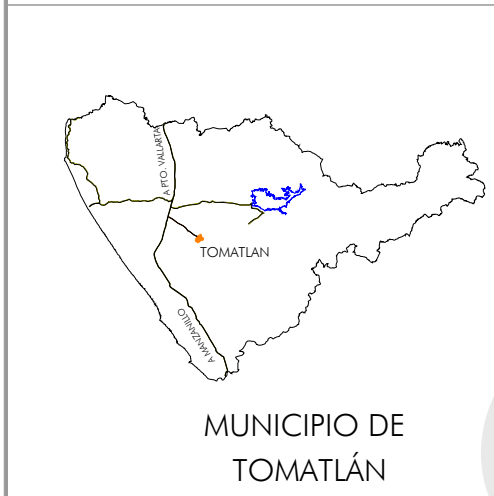 A PTO. VALLARTA
TOMATLAN
A MANZANILLO
MUNICIPIO DE
TOMATLÁN